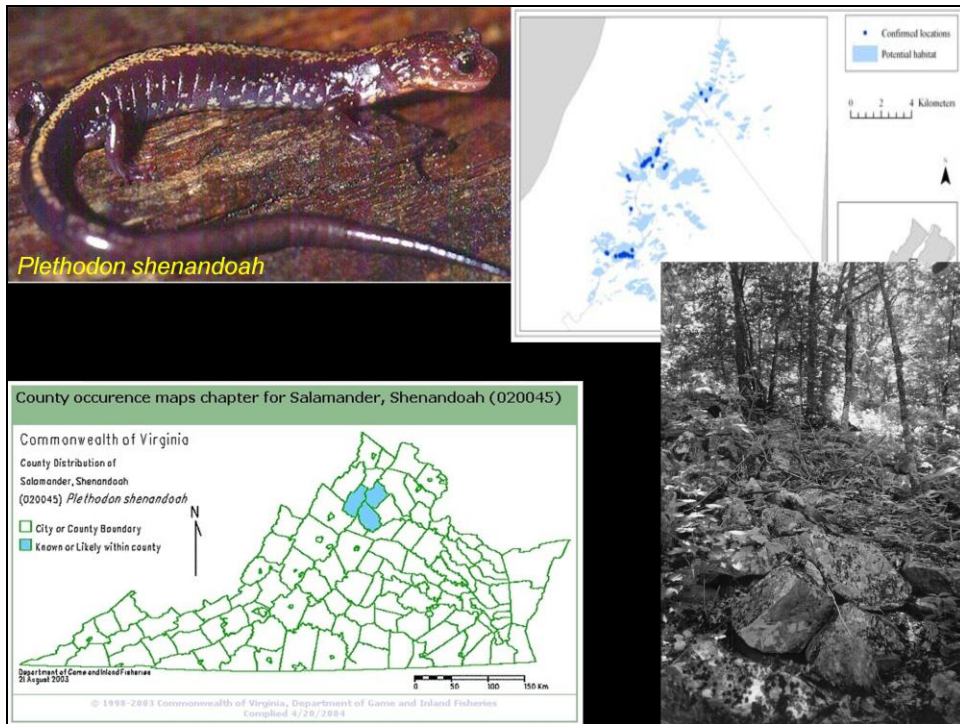 Plethodon shenandoah
Confirmed locations
Potential habitat
0 2 4 Kilometers
N
County occurence maps chapter for Salamander, Shenandoah (020045)
Commonwealth of Virginia
County Distribution of
Salamander, Shenandoah
(020045) Plethodon shenandoah
N
City or County Boundary
Known or Likely within county
Department of Game and Inland Fisheries
21 August 2003
0 50 100 150 Km
© 1998-2003 Commonwealth of Virginia, Department of Game and Inland Fisheries
Compiled 4/20/2004